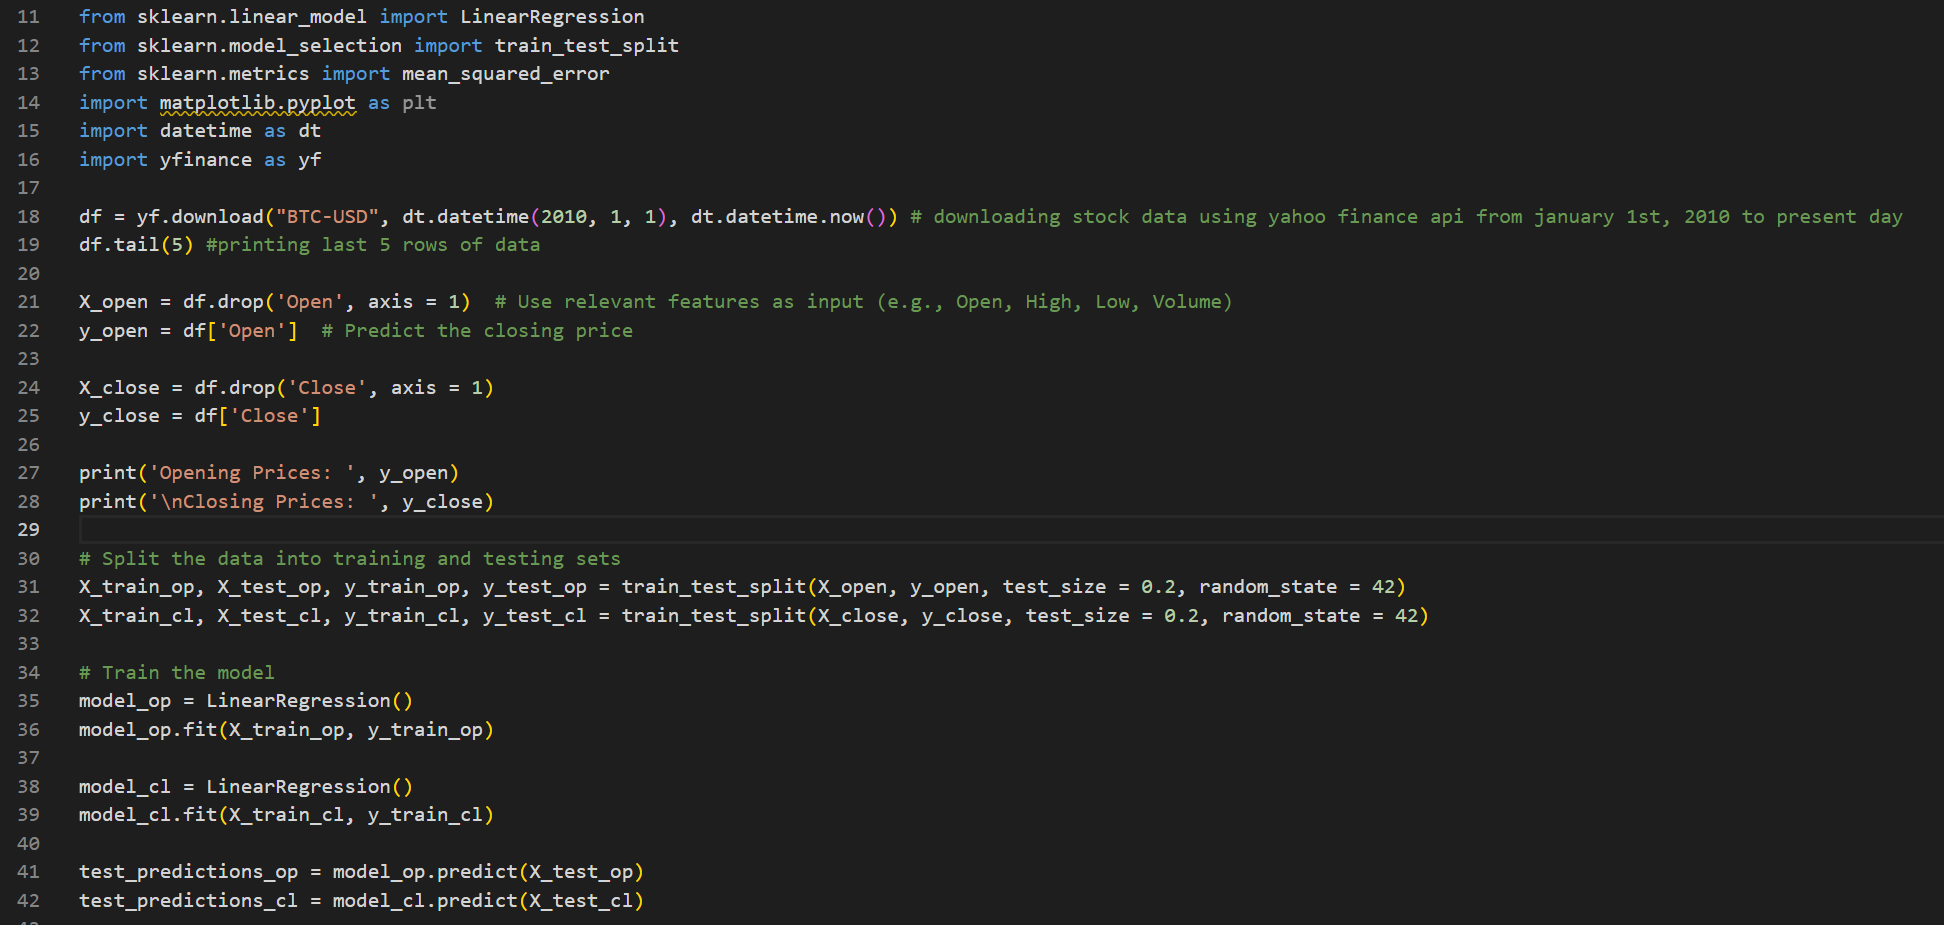 11 from sklearn.linear_model import LinearRegression
12 from sklearn.model_selection import train_test_split
13 from sklearn.metrics import mean_squared_error
14 import matplotlib.pyplot as plt
15 import datetime as dt
16 import yfinance as yf
17
18 df = yf.download("BTC-USD", dt.datetime(2010, 1, 1), dt.datetime.now()) # downloading stock data using yahoo finance api from january 1st, 2010 to present day
19 df.tail(5) #printing last 5 rows of data
20
21 X_open = df.drop('Open', axis = 1)  # Use relevant features as input (e.g., Open, High, Low, Volume)
22 y_open = df['Open']  # Predict the closing price
23
24 X_close = df.drop('Close', axis = 1)
25 y_close = df['Close']
26
27 print('Opening Prices: ', y_open)
28 print('\nClosing Prices: ', y_close)
29
30 # Split the data into training and testing sets
31 X_train_op, X_test_op, y_train_op, y_test_op = train_test_split(X_open, y_open, test_size = 0.2, random_state = 42)
32 X_train_cl, X_test_cl, y_train_cl, y_test_cl = train_test_split(X_close, y_close, test_size = 0.2, random_state = 42)
33
34 # Train the model
35 model_op = LinearRegression()
36 model_op.fit(X_train_op, y_train_op)
37
38 model_cl = LinearRegression()
39 model_cl.fit(X_train_cl, y_train_cl)
40
41 test_predictions_op = model_op.predict(X_test_op)
42 test_predictions_cl = model_cl.predict(X_test_cl)